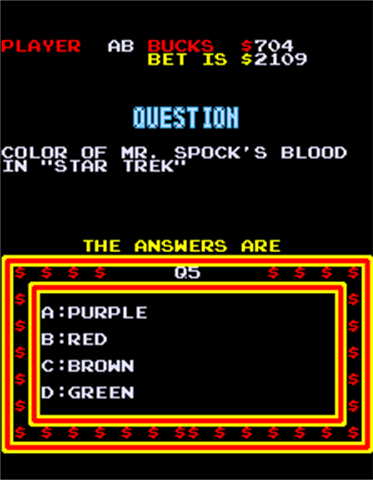 PLAYER AB BUCKS $704
BET IS $2109
QUESTION
COLOR OF MR. SPOCK'S BLOOD
IN "STAR TREK"
THE ANSWERS ARE
$ $ $ $ Q5 $ $ $ $
A:PURPLE
B:RED
C:BROWN
D:GREEN
$ $ $ $ $ $ $$ $ $ $ $ $ $